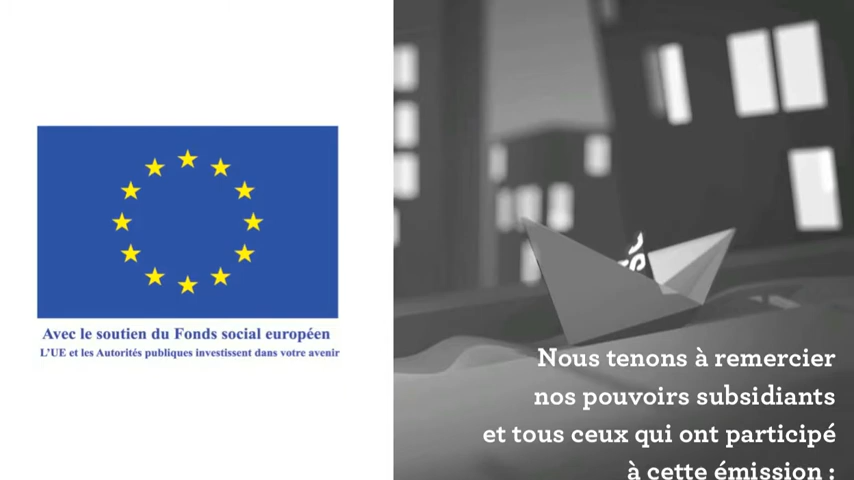 Avec le soutien du Fonds social européen
L'UE et les Autorités publiques investissent dans votre avenir
Nous tenons à remercier
nos pouvoirs subsidiants
et tous ceux qui ont participé
à cette émission :